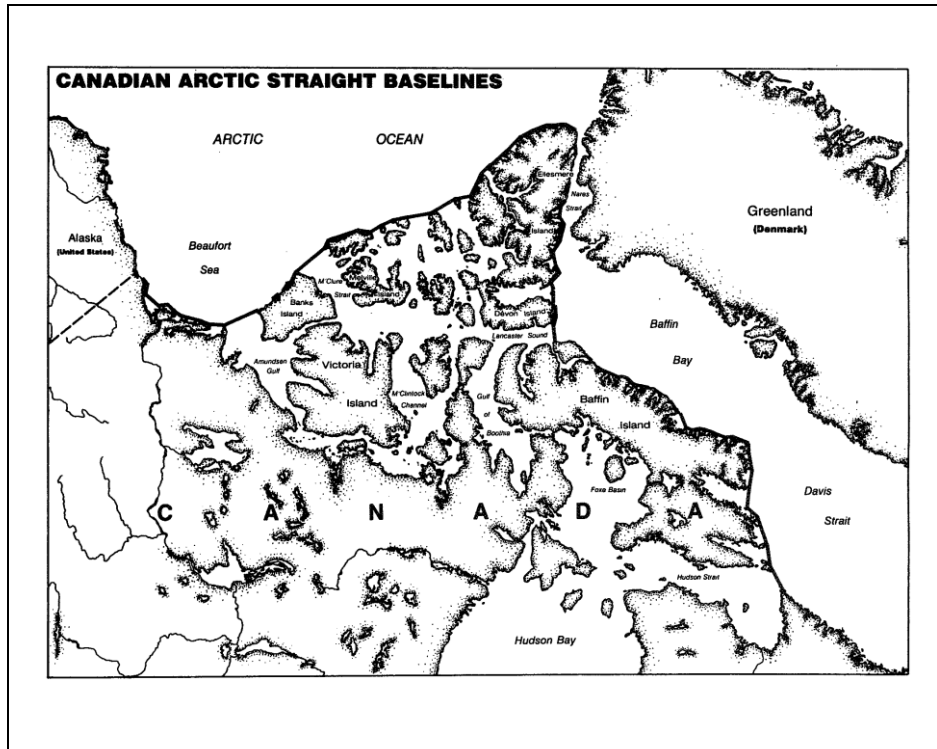 CANADIAN ARCTIC STRAIGHT BASELINES
ARCTIC OCEAN
Ellesmere
Nares
Strait
Island
Greenland
(Denmark)
Alaska
(United States)
Beaufort
Sea
Melville
Island
M'Clure
Strait
Banks
Island
Devon Island
Lancaster Sound
Baffin
Bay
Amundsen
Gulf
Victoria
Island
M'Clintock
Channel
Gulf
of
Boothia
Baffin
Island
Foxa Basin
Davis
Strait
C A N A D A
Hudson Strait
Hudson Bay